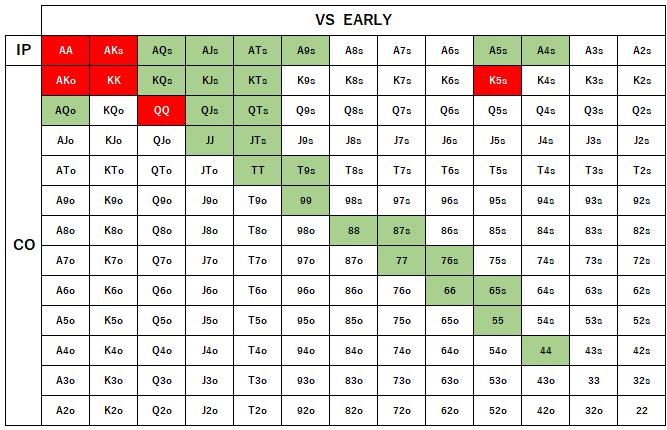 VS EARLY
IP AA AKs AQs AJs ATs A9s A8s A7s A6s A5s A4s A3s A2s
AKo KK KQs KJs KTs K9s K8s K7s K6s K5s K4s K3s K2s
AQo KQo QQ QJs QTs Q9s Q8s Q7s Q6s Q5s Q4s Q3s Q2s
AJo KJo QJo JJ JTs J9s J8s J7s J6s J5s J4s J3s J2s
ATo KTo QTo JTo TT T9s T8s T7s T6s T5s T4s T3s T2s
A9o K9o Q9o J9o T9o 99 98s 97s 96s 95s 94s 93s 92s
A8o K8o Q8o J8o T8o 98o 88 87s 86s 85s 84s 83s 82s
CO
A7o K7o Q7o J7o T7o 97o 87o 77 76s 75s 74s 73s 72s
A6o K6o Q6o J6o T6o 96o 86o 76o 66 65s 64s 63s 62s
A5o K5o Q5o J5o T5o 95o 85o 75o 65o 55 54s 53s 52s
A4o K4o Q4o J4o T4o 94o 84o 74o 64o 54o 44 43s 42s
A3o K3o Q3o J3o T3o 93o 83o 73o 63o 53o 43o 33 32s
A2o K2o Q2o J2o T2o 92o 82o 72o 62o 52o 42o 32o 22